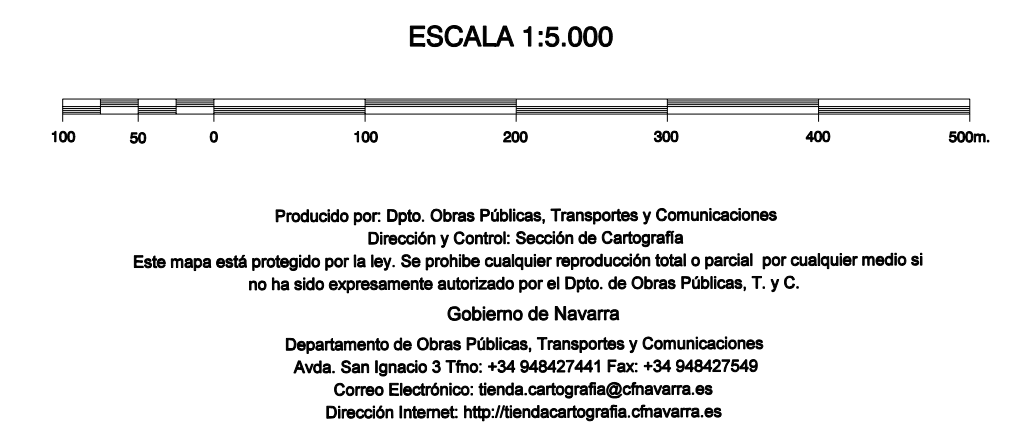 ESCALA 1:5.000
100 50 0 100 200 300 400 500m.
Producido por: Dpto. Obras Públicas, Transportes y Comunicaciones
Dirección y Control: Sección de Cartografía
Este mapa está protegido por la ley. Se prohibe cualquier reproducción total o parcial por cualquier medio si
no ha sido expresamente autorizado por el Dpto. de Obras Públicas, T. y C.
Gobierno de Navarra
Departamento de Obras Públicas, Transportes y Comunicaciones
Avda. San Ignacio 3 Tfno: +34 948427441 Fax: +34 948427549
Correo Electrónico: tienda.cartografia@cfnavarra.es
Dirección Internet: http://tiendacartografia.cfnavarra.es